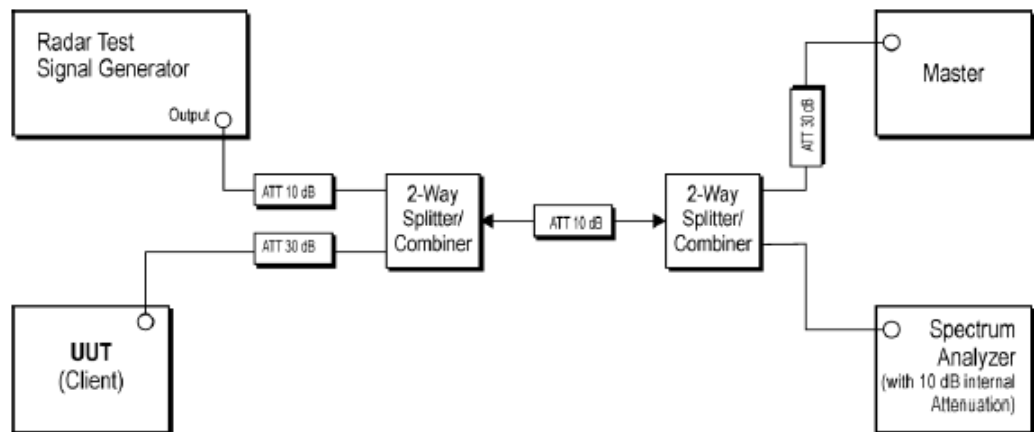 Radar Test
Signal Generator
Output
Master
ATT 30 dB
ATT 10 dB
2-Way
Splitter/
Combiner
ATT 10 dB
2-Way
Splitter/
Combiner
ATT 30 dB
UUT
(Client)
Spectrum
Analyzer
(with 10 dB internal
Attenuation)